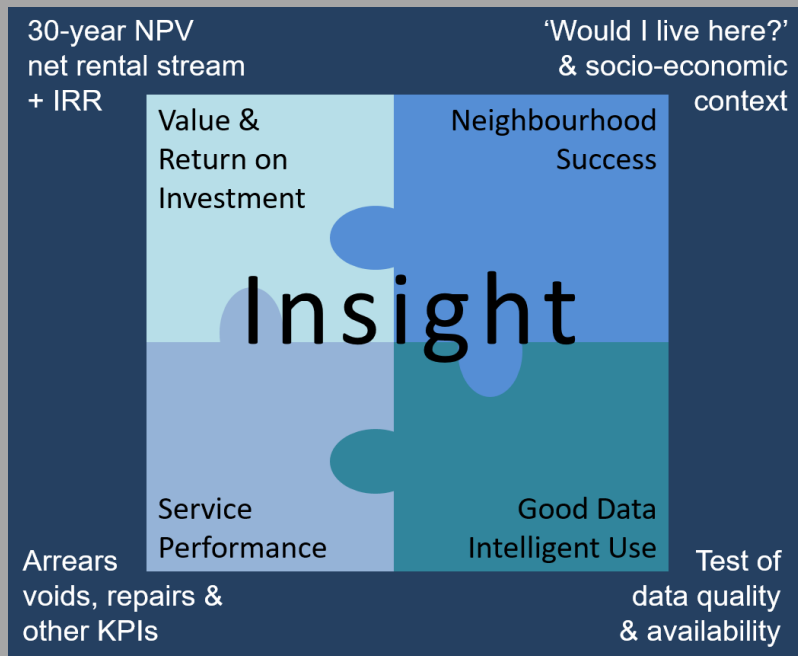 30-year NPV
net rental stream
+ IRR
‘Would I live here?’
& socio-economic
context
Value &
Return on
Investment
Neighbourhood
Success
Insight
Service
Performance
Good Data
Intelligent Use
Arrears
voids, repairs &
other KPIs
Test of
data quality
& availability